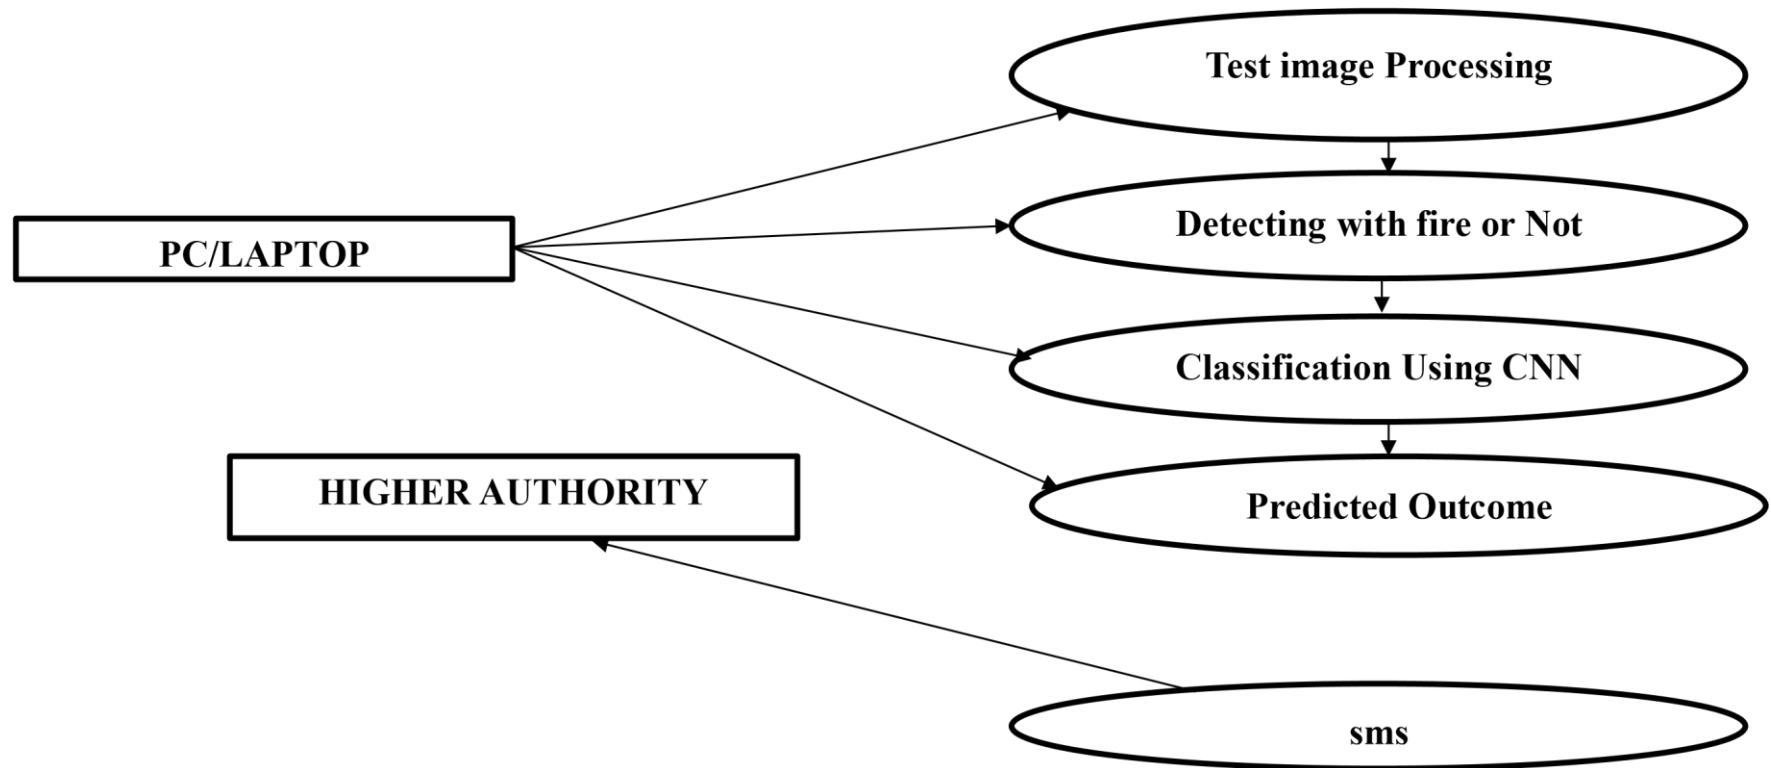 Test image Processing
Detecting with fire or Not
PC/LAPTOP
Classification Using CNN
HIGHER AUTHORITY
Predicted Outcome
sms